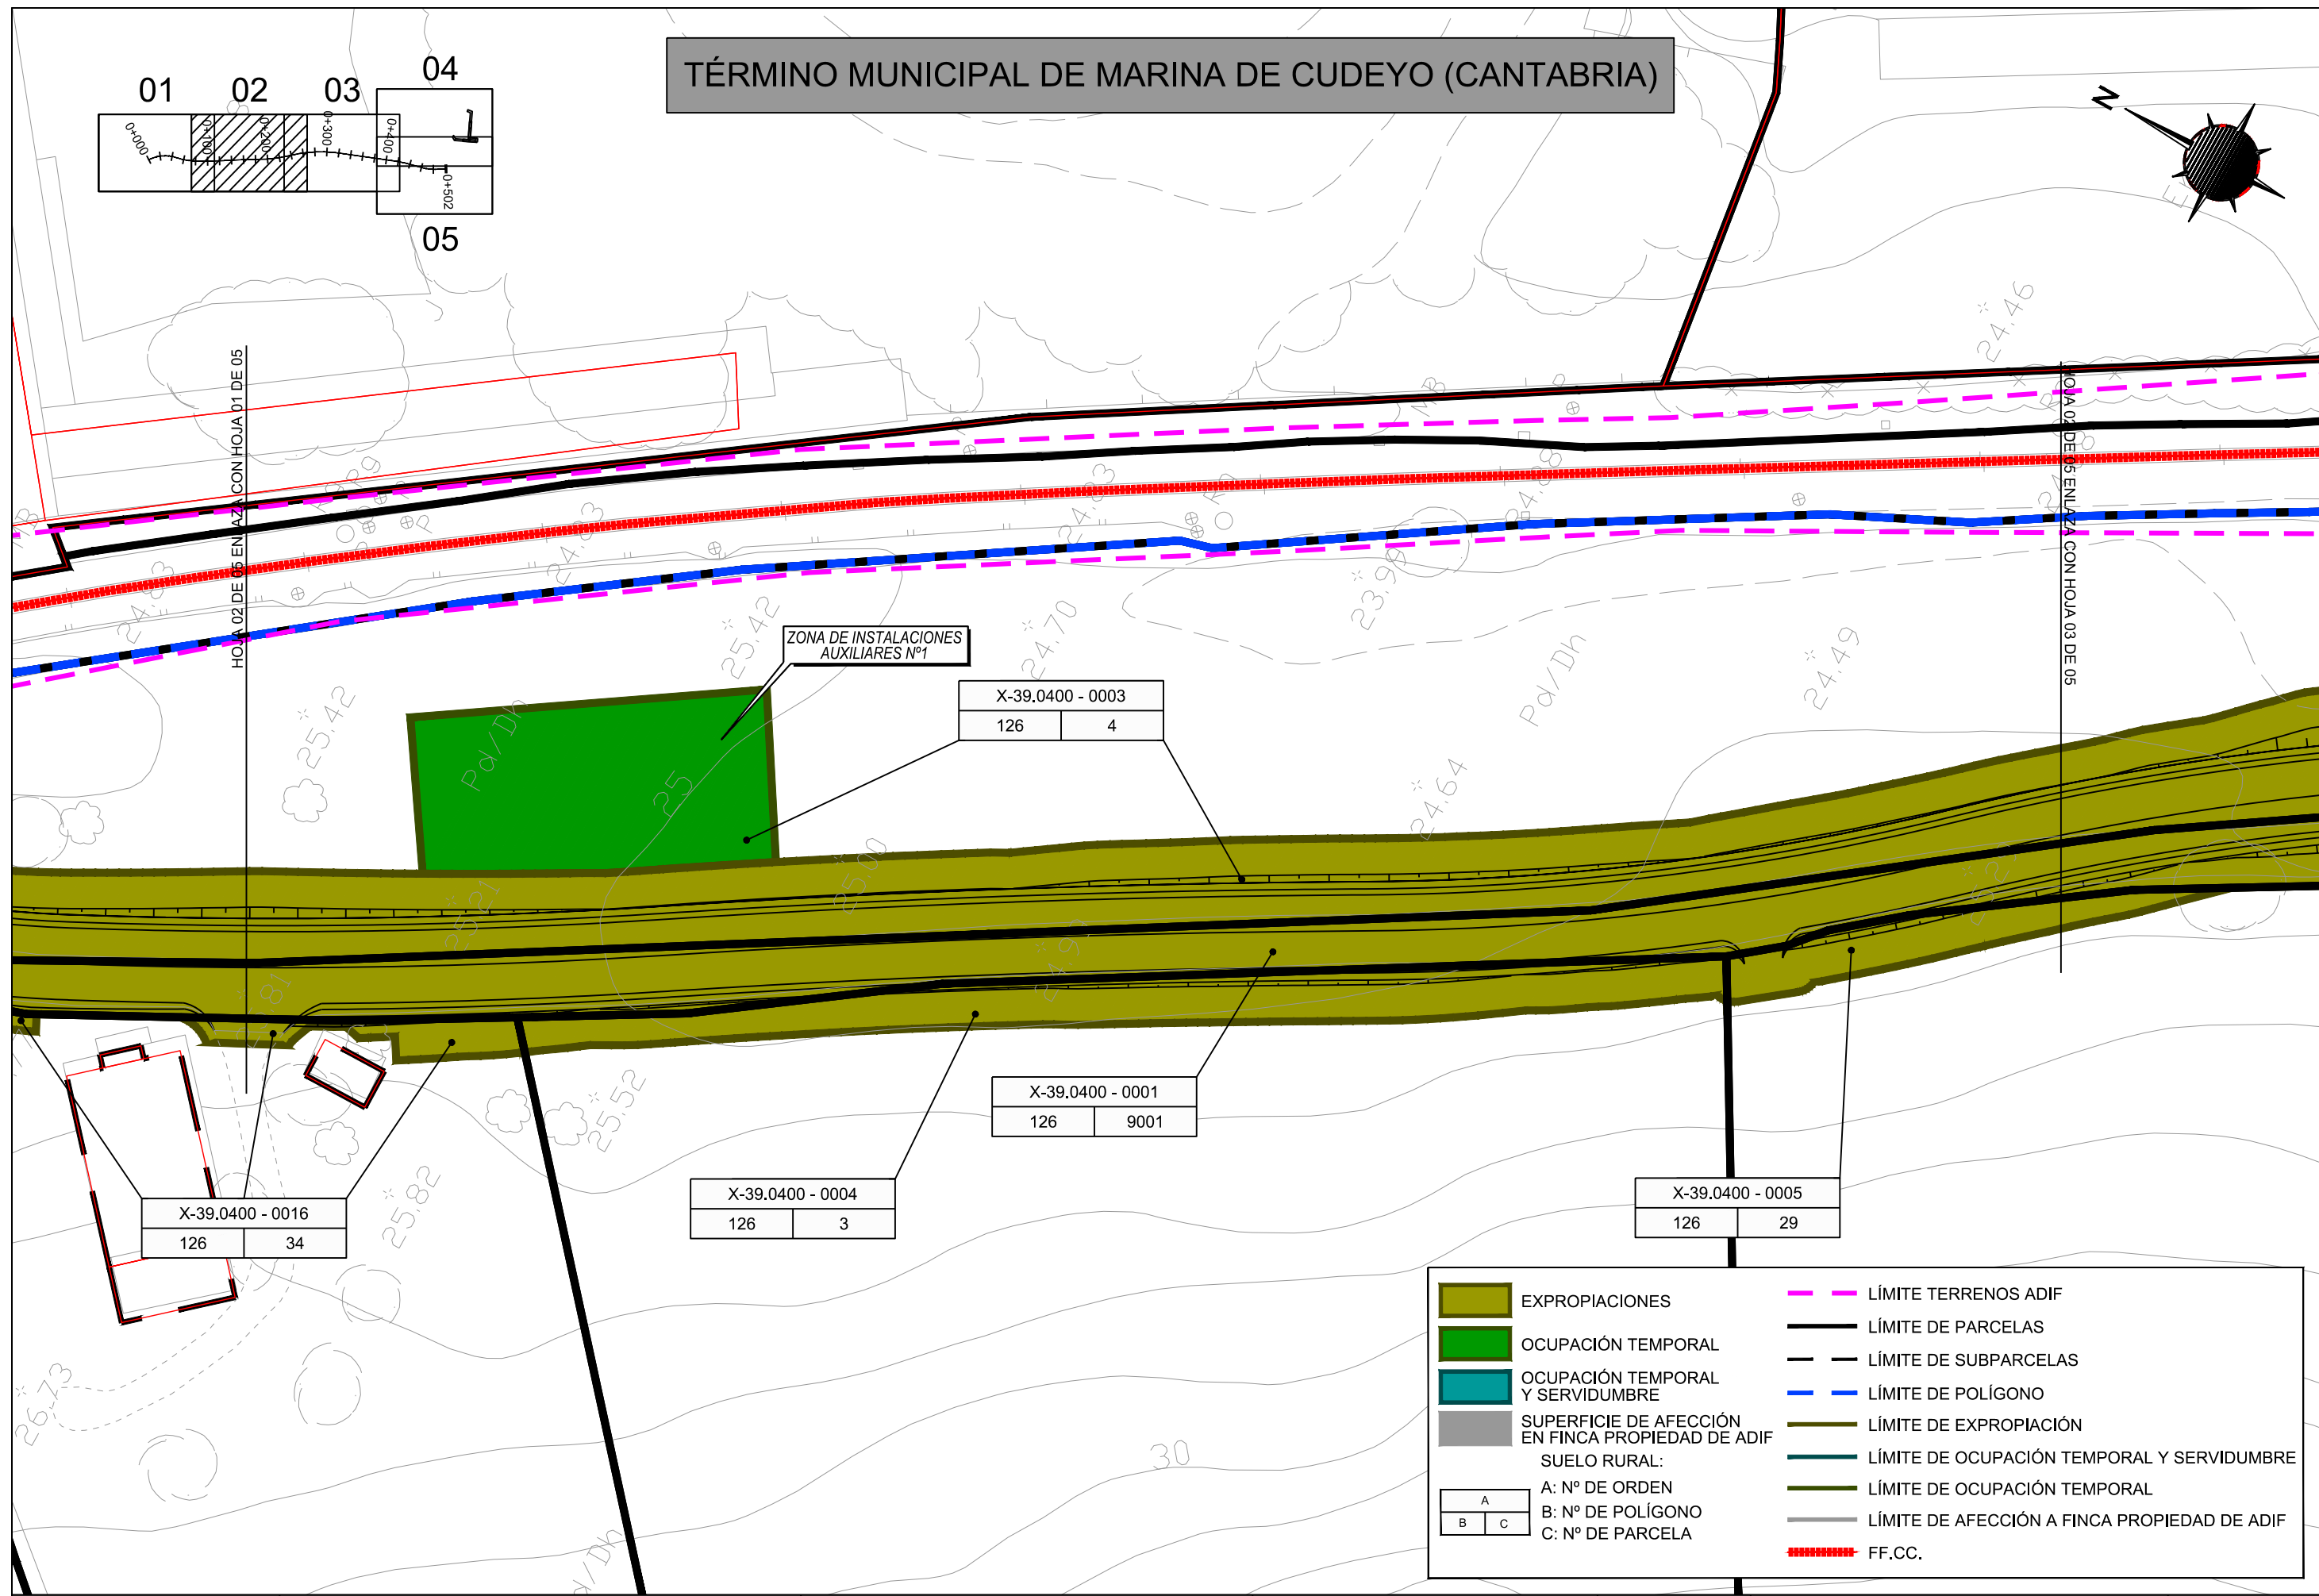 TÉRMINO MUNICIPAL DE MARINA DE CUDEYO (CANTABRIA)
01
02
03
04
05
0+000
0+100
0+200
0+300
0+400
0+502
N
HOJA 02 DE 05 ENLAZA CON HOJA 01 DE 05
HOJA 02 DE 05 ENLAZA CON HOJA 03 DE 05
24.46
24.70
23.91
25.42
25.42
Pd/Dh
Pd/Dh
24.49
24.64
25
25.00
25.21
ZONA DE INSTALACIONES
AUXILIARES Nº1
X-39.0400 - 0003
126 4
X-39.0400 - 0001
126 9001
X-39.0400 - 0004
126 3
X-39.0400 - 0005
126 29
X-39.0400 - 0016
126 34
25.52
25.82
26.73
30
EXPROPIACIONES
OCUPACIÓN TEMPORAL
OCUPACIÓN TEMPORAL
Y SERVIDUMBRE
SUPERFICIE DE AFECCIÓN
EN FINCA PROPIEDAD DE ADIF
SUELO RURAL:
A
B C
A: Nº DE ORDEN
B: Nº DE POLÍGONO
C: Nº DE PARCELA
LÍMITE TERRENOS ADIF
LÍMITE DE PARCELAS
LÍMITE DE SUBPARCELAS
LÍMITE DE POLÍGONO
LÍMITE DE EXPROPIACIÓN
LÍMITE DE OCUPACIÓN TEMPORAL Y SERVIDUMBRE
LÍMITE DE OCUPACIÓN TEMPORAL
LÍMITE DE AFECCIÓN A FINCA PROPIEDAD DE ADIF
FF.CC.